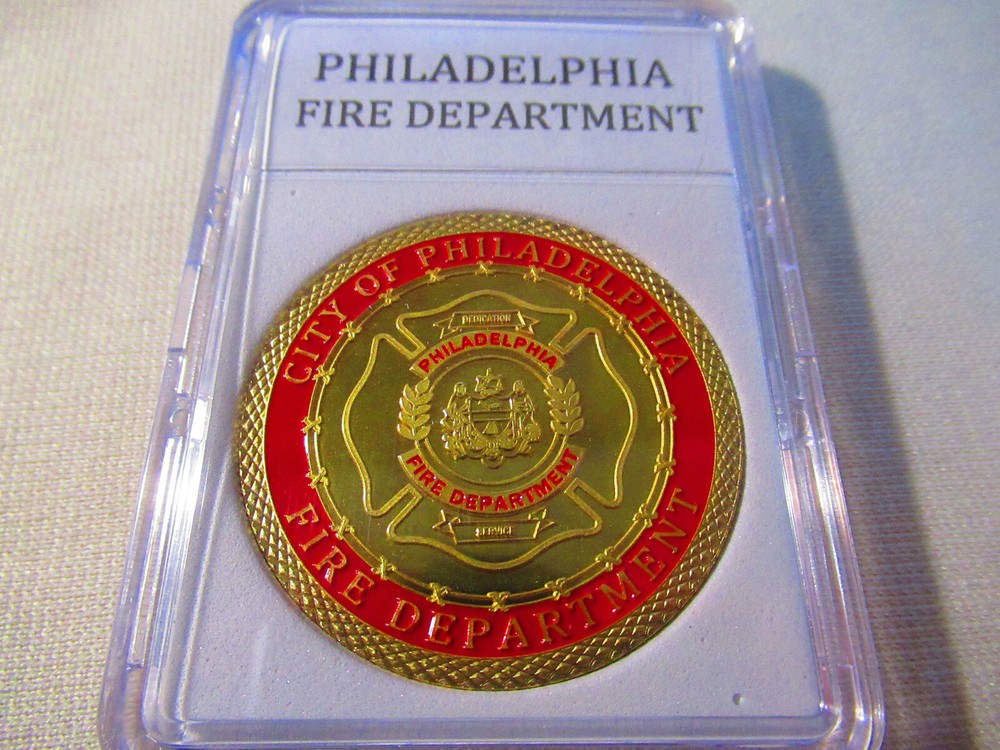 PHILADELPHIA
FIRE DEPARTMENT
CITY OF PHILADELPHIA
DEDICATION
PHILADELPHIA
FIRE DEPARTMENT
SERVICE
FIRE DEPARTMENT